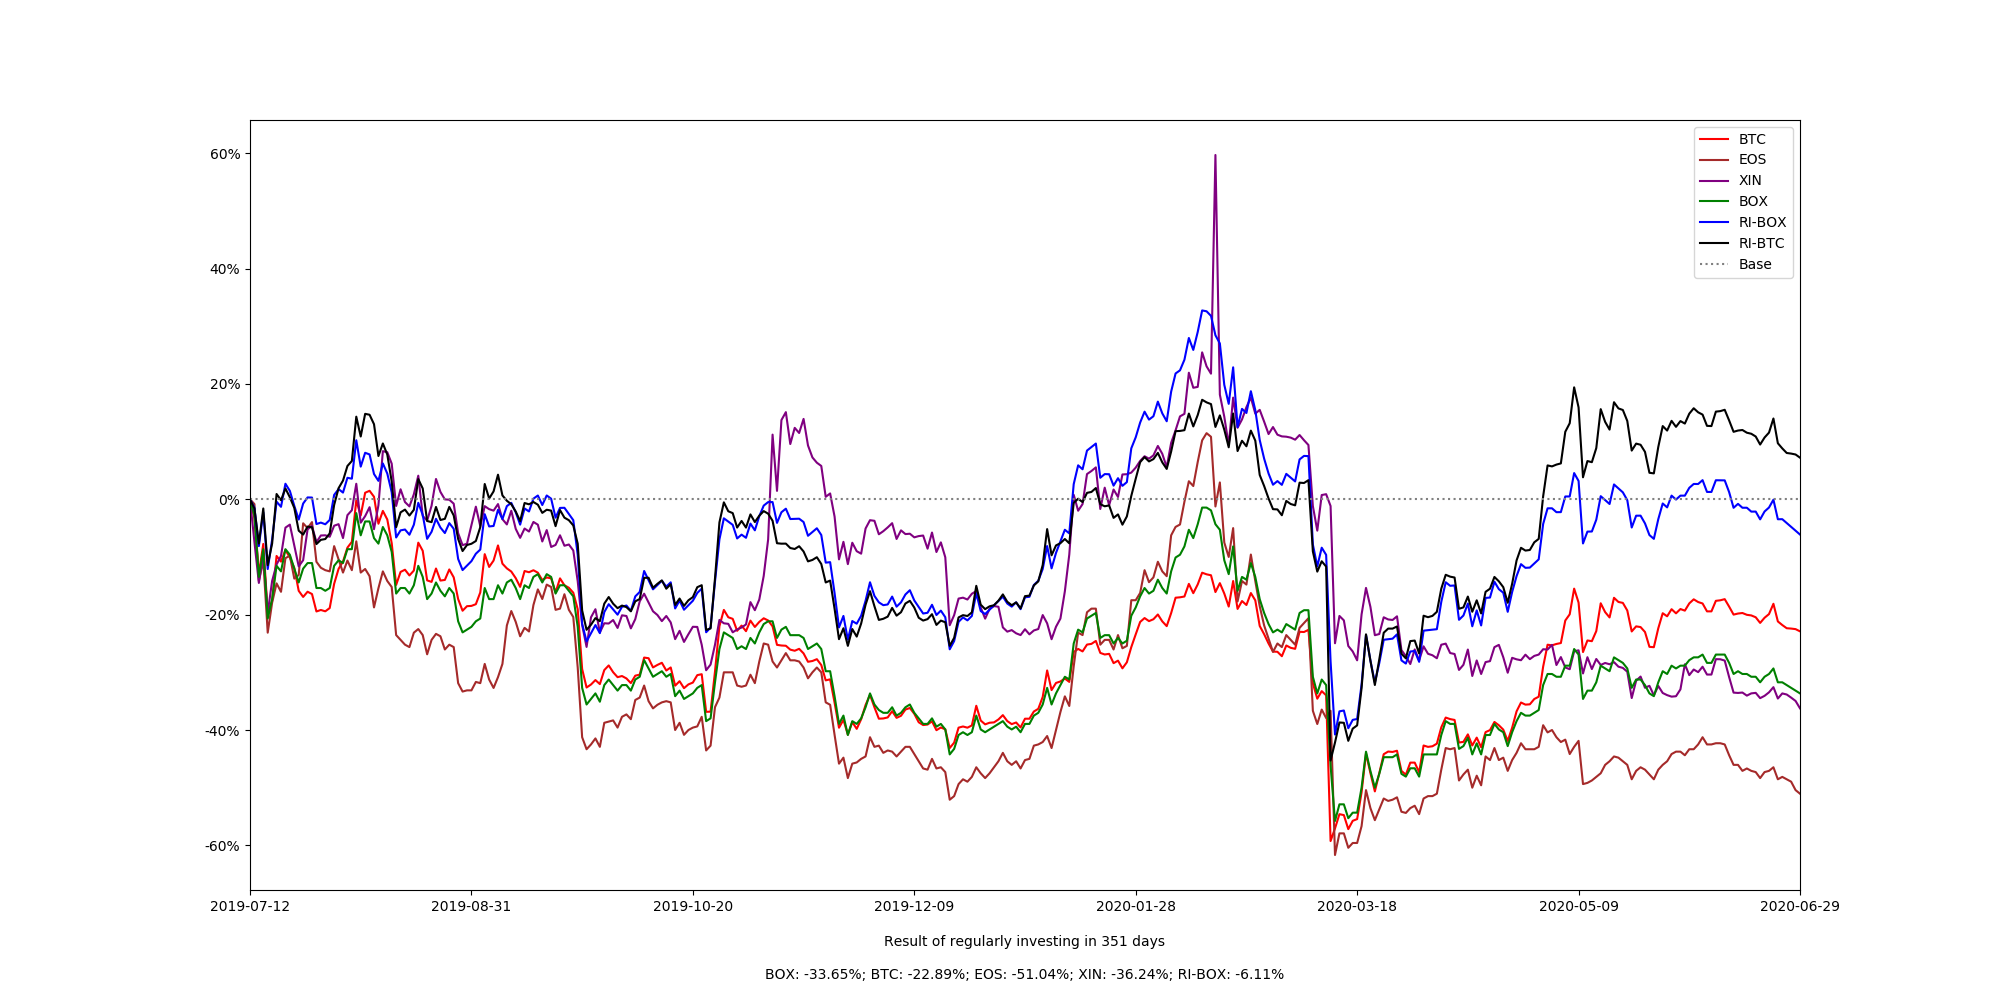 60%
40%
20%
0%
-20%
-40%
-60%
BTC
EOS
XIN
BOX
RI-BOX
RI-BTC
Base
2019-07-12 2019-08-31 2019-10-20 2019-12-09 2020-01-28 2020-03-18 2020-05-09 2020-06-29
Result of regularly investing in 351 days
BOX: -33.65%; BTC: -22.89%; EOS: -51.04%; XIN: -36.24%; RI-BOX: -6.11%